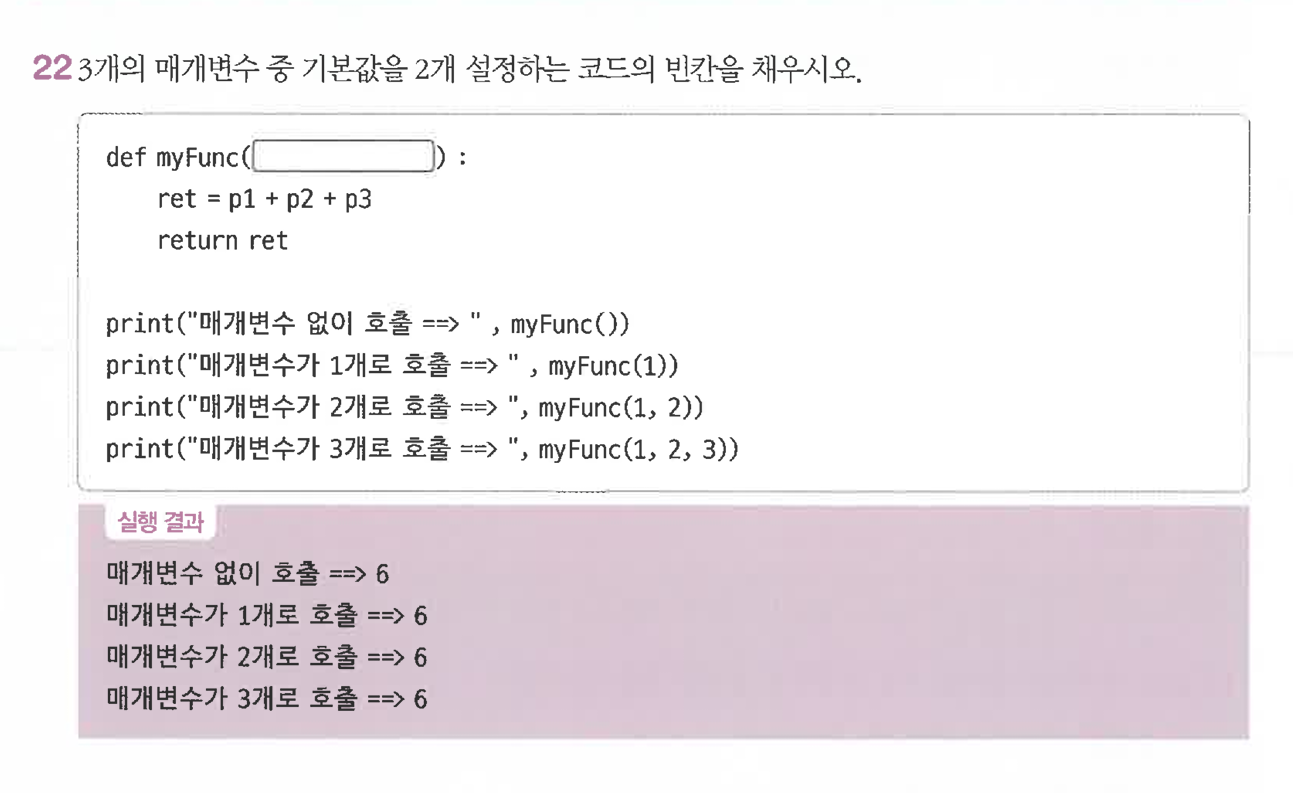 22 3개의 매개변수 중 기본값을 2개 설정하는 코드의 빈칸을 채우시오.
def myFunc( ) :
ret = p1 + p2 + p3
return ret
print("매개변수 없이 호출 ==> " , myFunc())
print("매개변수가 1개로 호출 ==> " , myFunc(1))
print("매개변수가 2개로 호출 ==> ", myFunc(1, 2))
print("매개변수가 3개로 호출 ==> ", myFunc(1, 2, 3))
실행 결과
매개변수 없이 호출 ==> 6
매개변수가 1개로 호출 ==> 6
매개변수가 2개로 호출 ==> 6
매개변수가 3개로 호출 ==> 6